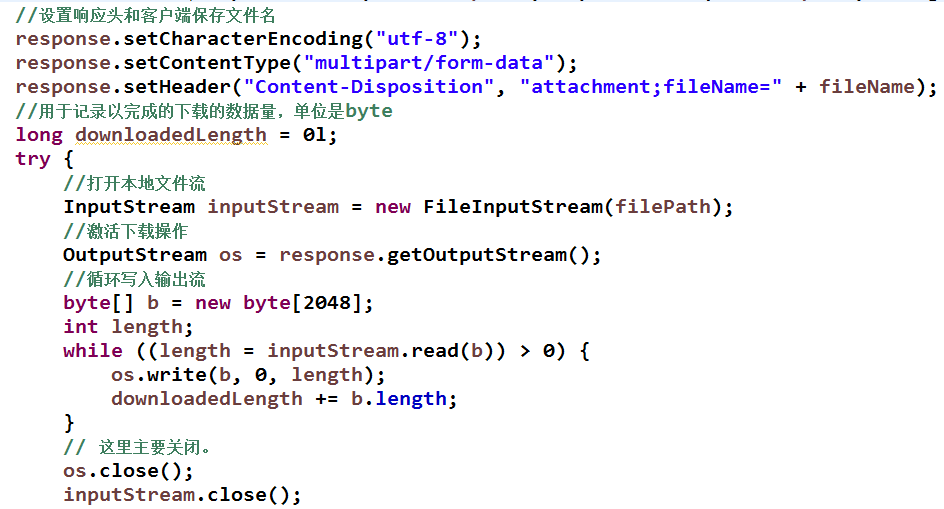 //设置响应头和客户端保存文件名
response.setCharacterEncoding("utf-8");
response.setContentType("multipart/form-data");
response.setHeader("Content-Disposition", "attachment;fileName=" + fileName);
//用于记录以完成的下载的数据量，单位是byte
long downloadedLength = 0l;
try {
    //打开本地文件流
    InputStream inputStream = new FileInputStream(filePath);
    //激活下载操作
    OutputStream os = response.getOutputStream();
    //循环写入输出流
    byte[] b = new byte[2048];
    int length;
    while ((length = inputStream.read(b)) > 0) {
        os.write(b, 0, length);
        downloadedLength += b.length;
    }
    // 这里主要关闭。
    os.close();
    inputStream.close();